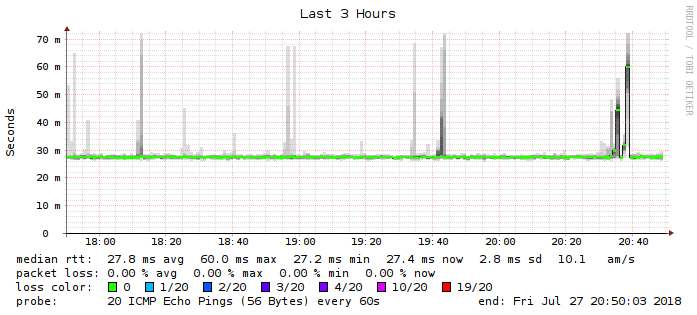 Last 3 Hours
RRDTOOL / TOBI OETIKER
Seconds
70 m
60 m
50 m
40 m
30 m
20 m
10 m
0
18:00 18:20 18:40 19:00 19:20 19:40 20:00 20:20 20:40
median rtt: 27.8 ms avg 60.0 ms max 27.2 ms min 27.4 ms now 2.8 ms sd 10.1 am/s
packet loss: 0.00 % avg 0.00 % max 0.00 % min 0.00 % now
loss color: 0 1/20 2/20 3/20 4/20 10/20 19/20
probe: 20 ICMP Echo Pings (56 Bytes) every 60s end: Fri Jul 27 20:50:03 2018